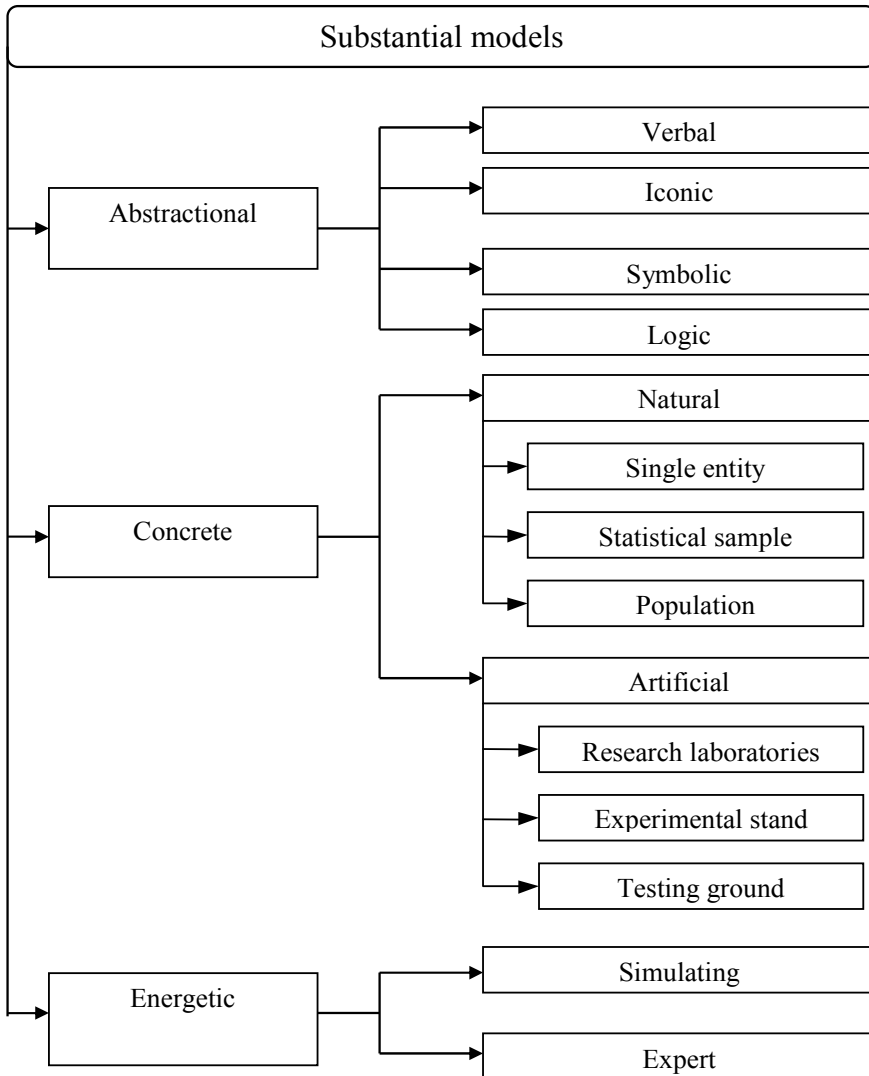 Substantial models
Verbal
Iconic
Abstractional
Symbolic
Logic
Natural
Single entity
Concrete
Statistical sample
Population
Artificial
Research laboratories
Experimental stand
Testing ground
Simulating
Energetic
Expert